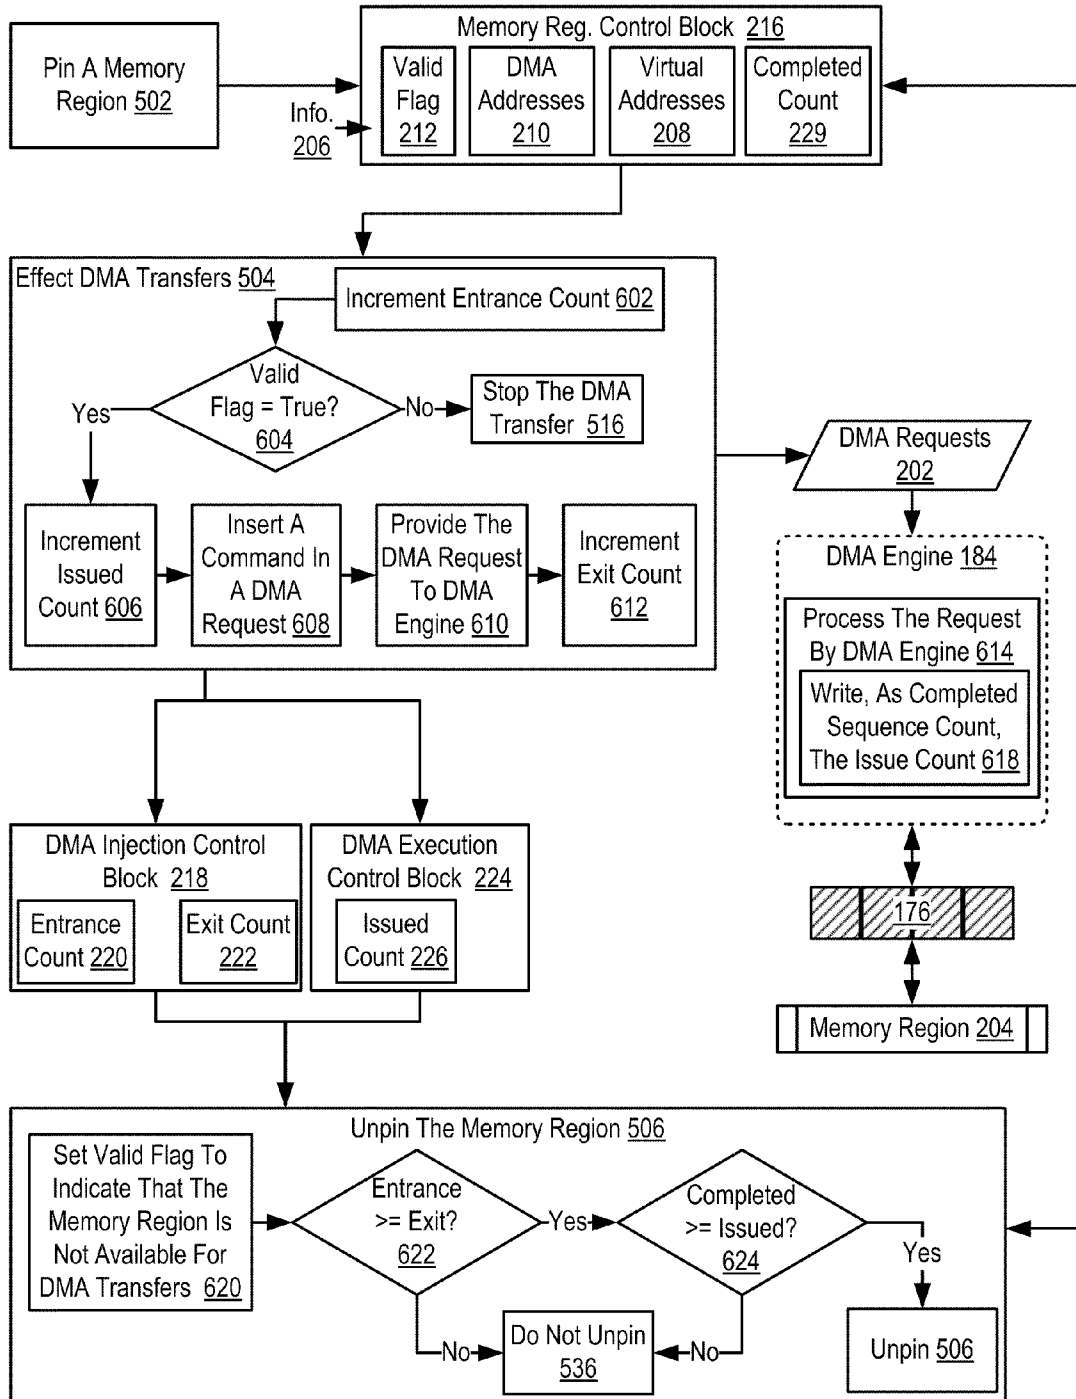 Pin A Memory
Region 502
Memory Reg. Control Block 216
Valid
Flag
212
DMA
Addresses
210
Virtual
Addresses
208
Completed
Count
229
Info.
206
Effect DMA Transfers 504
Increment Entrance Count 602
Valid
Flag = True?
604
Yes
No
Stop The DMA
Transfer 516
Increment
Issued
Count 606
Insert A
Command In
A DMA
Request 608
Provide The
DMA Request
To DMA
Engine 610
Increment
Exit Count
612
DMA Requests
202
DMA Engine 184
Process The Request
By DMA Engine 614
Write, As Completed
Sequence Count,
The Issue Count 618
176
Memory Region 204
DMA Injection Control
Block 218
Entrance
Count 220
Exit Count
222
DMA Execution
Control Block 224
Issued
Count 226
Unpin The Memory Region 506
Set Valid Flag To
Indicate That The
Memory Region Is
Not Available For
DMA Transfers 620
Entrance
>= Exit?
622
Yes
Completed
>= Issued?
624
Yes
No
Do Not Unpin
536
No
Unpin 506